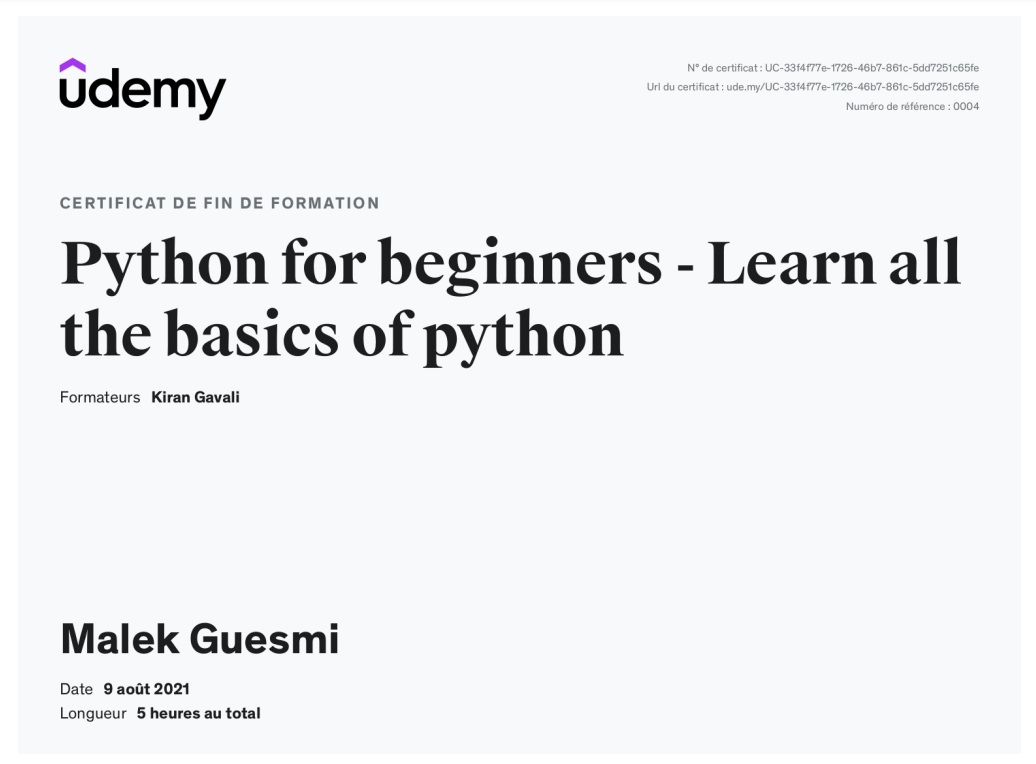 udemy
N° de certificat : UC-33f4f77e-1726-46b7-861c-5dd7251c65fe
Url du certificat : ude.my/UC-33f4f77e-1726-46b7-861c-5dd7251c65fe
Numéro de référence : 0004
CERTIFICAT DE FIN DE FORMATION
Python for beginners - Learn all
the basics of python
Formateurs Kiran Gavali
Malek Guesmi
Date 9 août 2021
Longueur 5 heures au total